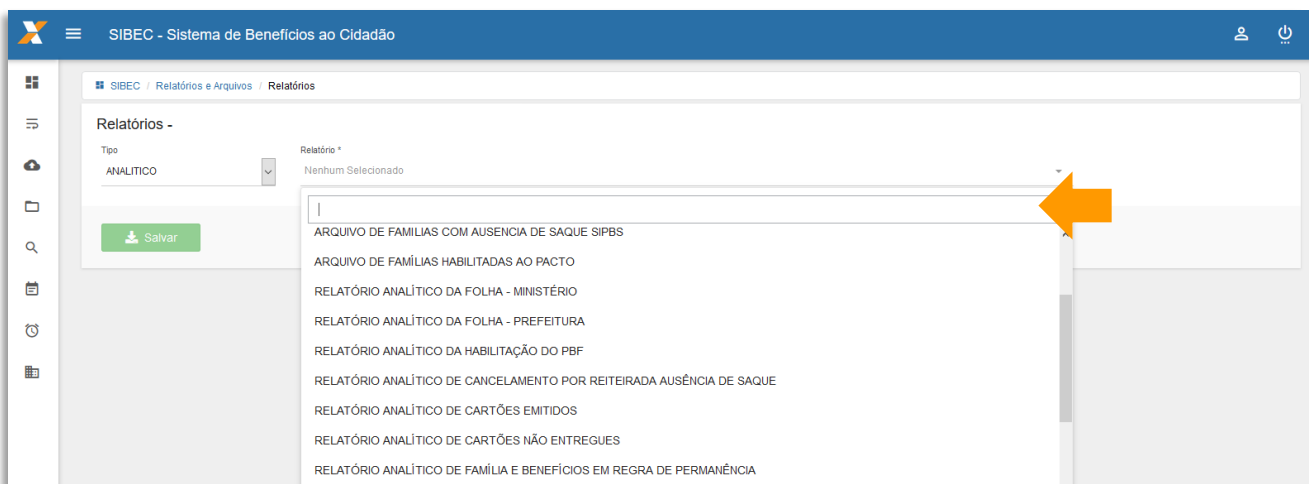 SIBEC - Sistema de Benefícios ao Cidadão
SIBEC / Relatórios e Arquivos / Relatórios
Relatórios -
Tipo
Relatório *
ANALITICO
Nenhum Selecionado
Salvar
ARQUIVO DE FAMILIAS COM AUSENCIA DE SAQUE SIPBS
ARQUIVO DE FAMÍLIAS HABILITADAS AO PACTO
RELATÓRIO ANALÍTICO DA FOLHA - MINISTÉRIO
RELATÓRIO ANALÍTICO DA FOLHA - PREFEITURA
RELATÓRIO ANALÍTICO DA HABILITAÇÃO DO PBF
RELATÓRIO ANALÍTICO DE CANCELAMENTO POR REITEIRADA AUSÊNCIA DE SAQUE
RELATÓRIO ANALÍTICO DE CARTÕES EMITIDOS
RELATÓRIO ANALÍTICO DE CARTÕES NÃO ENTREGUES
RELATÓRIO ANALÍTICO DE FAMÍLIA E BENEFÍCIOS EM REGRA DE PERMANÊNCIA